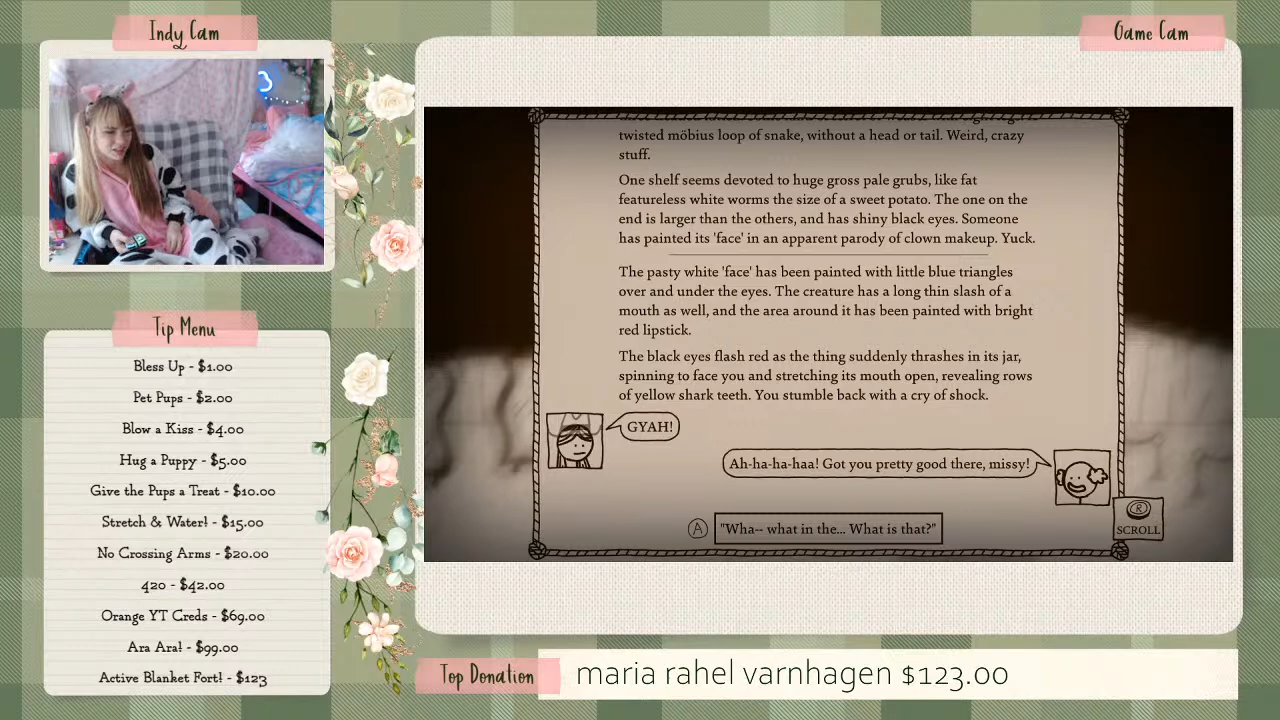 Indy Cam
3
Tip Menu
Bless Up - $1.00
Pet Pups - $2.00
Blow a Kiss - $4.00
Hug a Puppy - $5.00
Give the Pups a Treat - $10.00
Stretch & Water! - $15.00
No Crossing Arms - $20.00
420 - $42.00
Orange YT Creds - $69.00
Ara Ara! - $99.00
Active Blanket Fort! - $123
Game Cam
twisted möbius loop of snake, without a head or tail. Weird, crazy
stuff.
One shelf seems devoted to huge gross pale grubs, like fat
featureless white worms the size of a sweet potato. The one on the
end is larger than the others, and has shiny black eyes. Someone
has painted its 'face' in an apparent parody of clown makeup. Yuck.
The pasty white 'face' has been painted with little blue triangles
over and under the eyes. The creature has a long thin slash of a
mouth as well, and the area around it has been painted with bright
red lipstick.
The black eyes flash red as the thing suddenly thrashes in its jar,
spinning to face you and stretching its mouth open, revealing rows
of yellow shark teeth. You stumble back with a cry of shock.
GYAH!
Ah-ha-ha-haa! Got you pretty good there, missy!
A "Wha-- what in the... What is that?"
R
SCROLL
Top Donation
maria rahel varnhagen $123.00